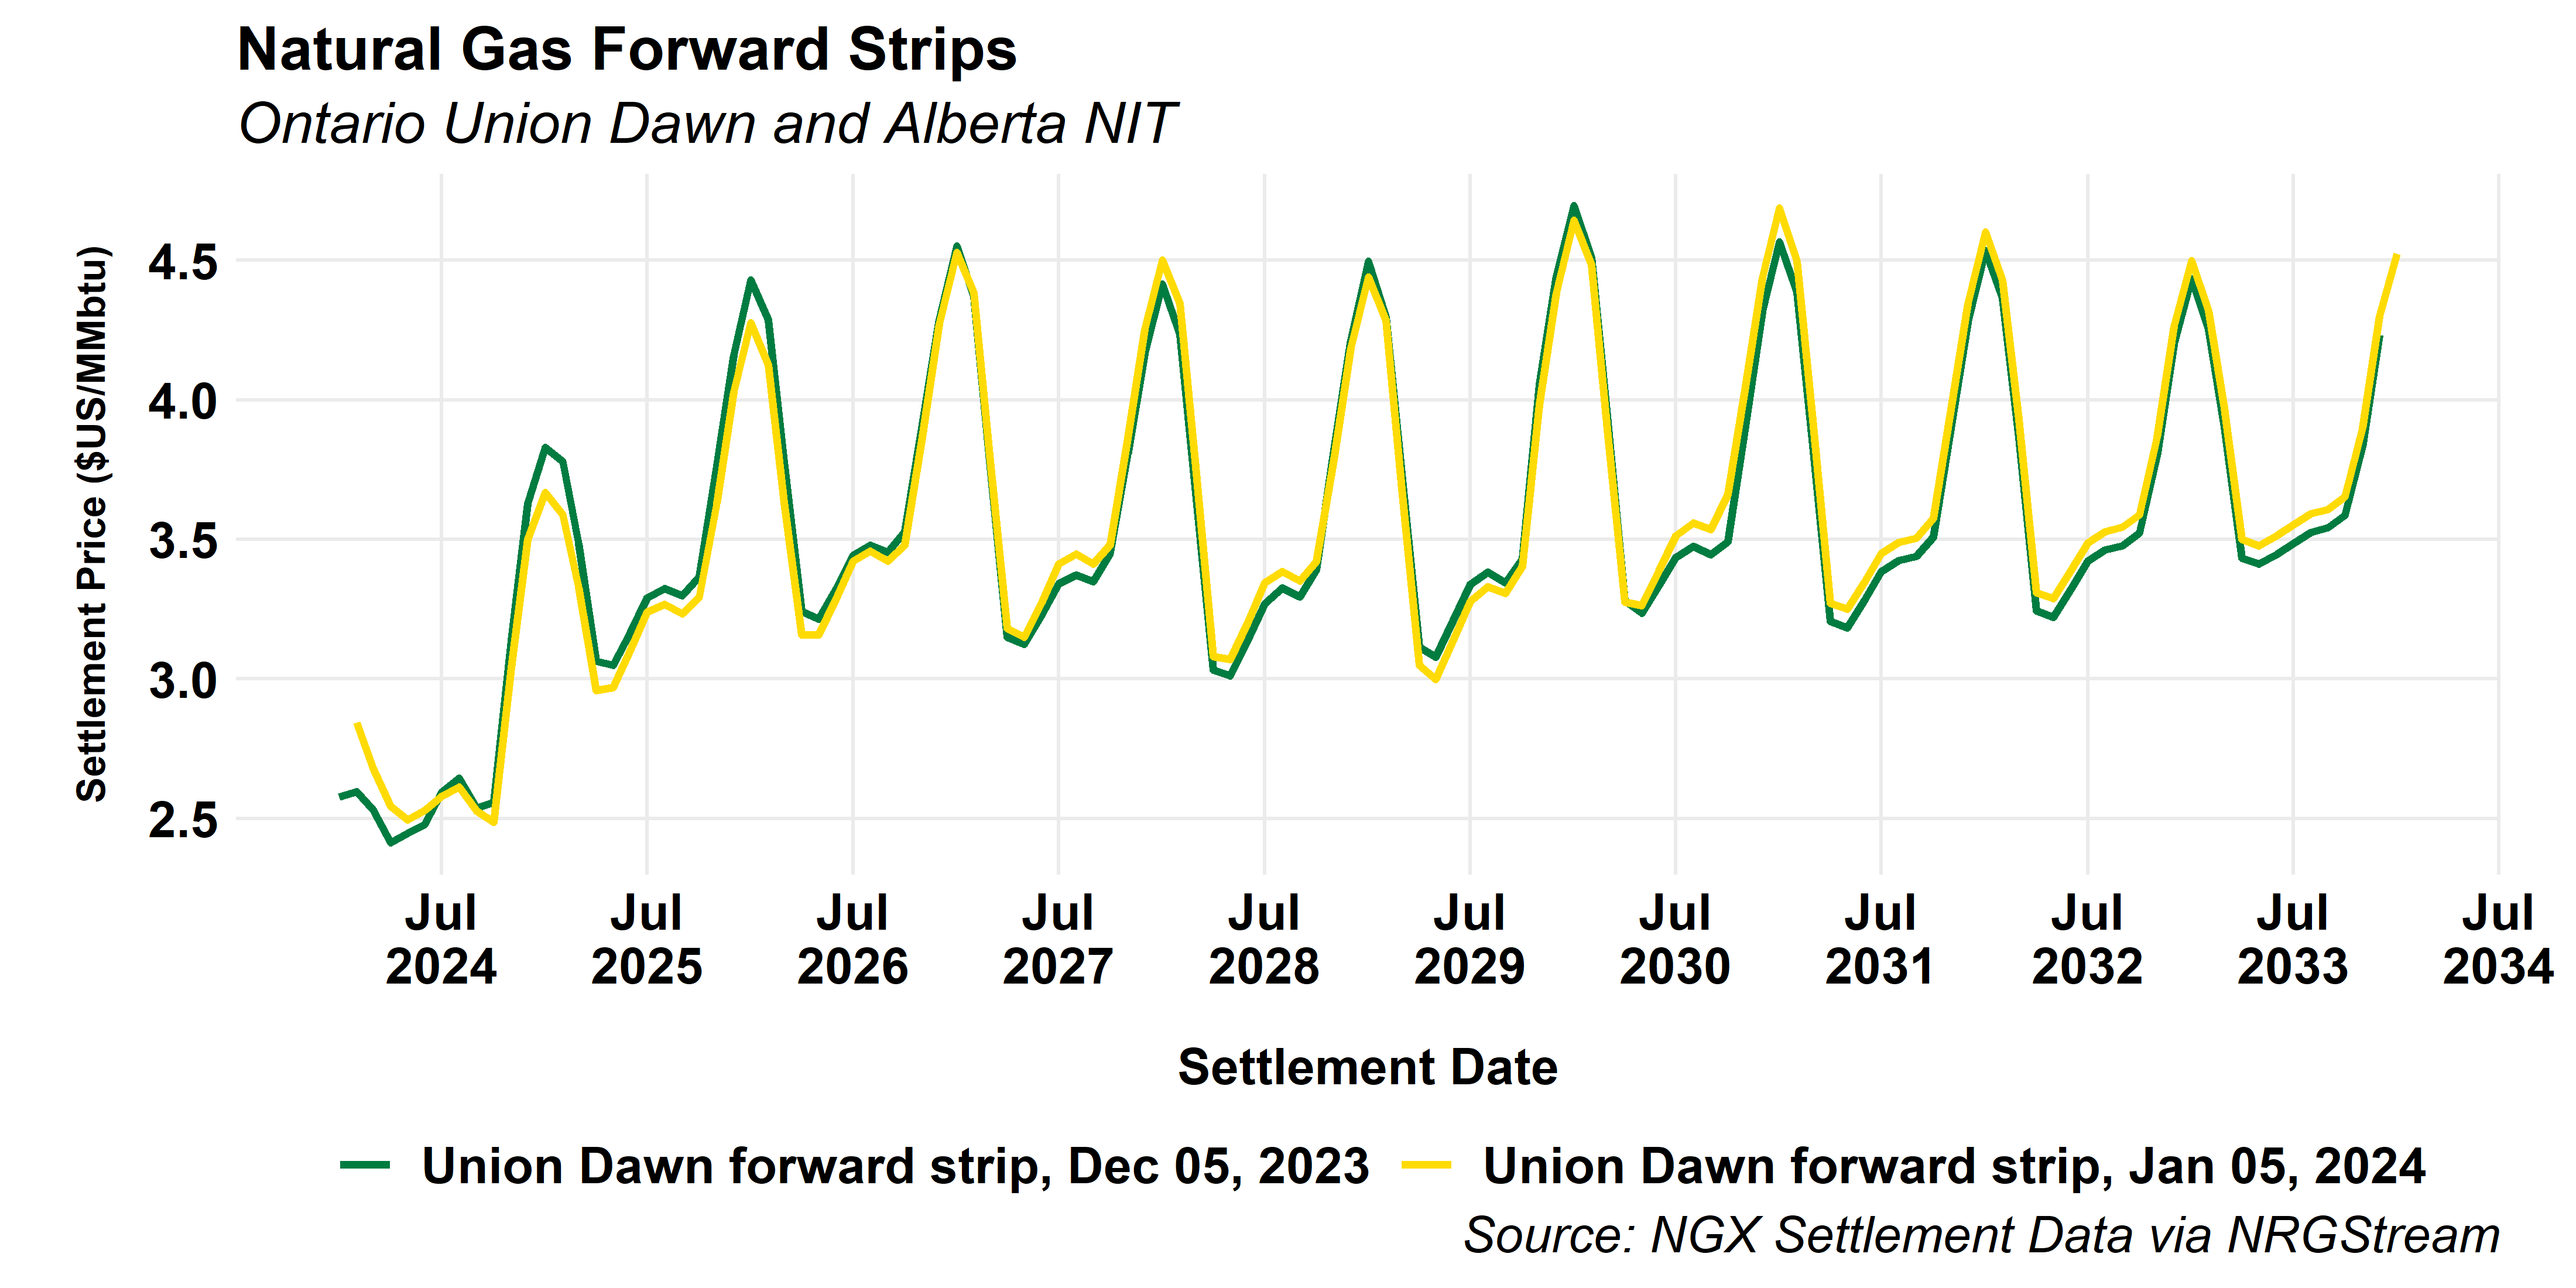 Natural Gas Forward Strips
Ontario Union Dawn and Alberta NIT
Settlement Price ($US/MMbtu)
4.5
4.0
3.5
3.0
2.5
Jul Jul Jul Jul Jul Jul Jul Jul Jul Jul Jul
2024 2025 2026 2027 2028 2029 2030 2031 2032 2033 2034
Settlement Date
Union Dawn forward strip, Dec 05, 2023 Union Dawn forward strip, Jan 05, 2024
Source: NGX Settlement Data via NRGStream